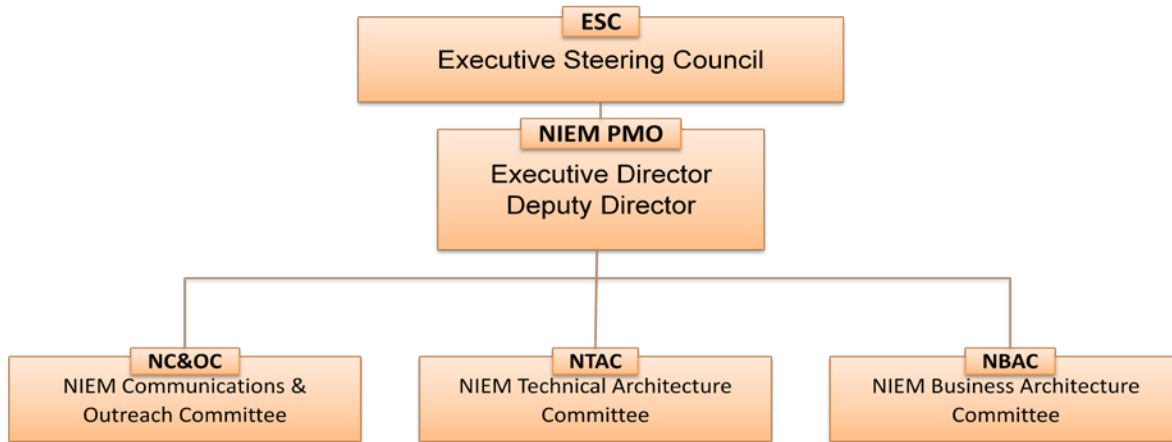 ESC
Executive Steering Council
NIEM PMO
Executive Director
Deputy Director
NC&OC
NIEM Communications &
Outreach Committee
NTAC
NIEM Technical Architecture
Committee
NBAC
NIEM Business Architecture
Committee